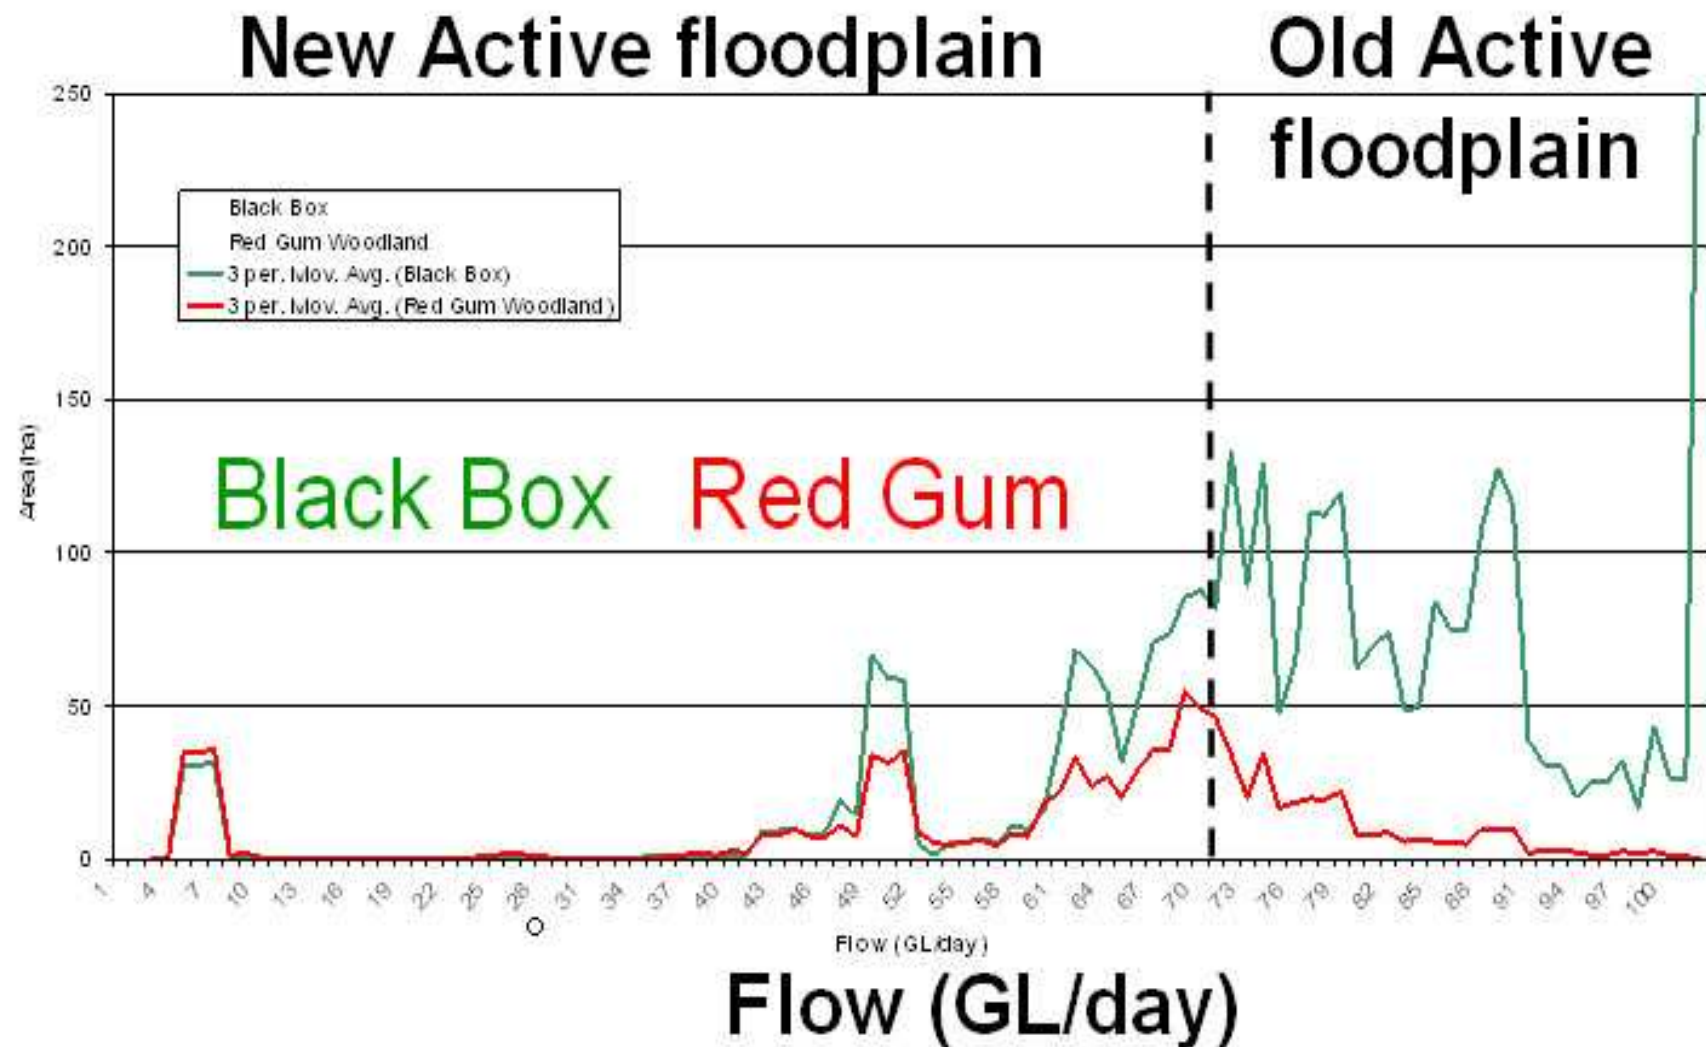 New Active floodplain
Old Active
floodplain
250
200
150
100
50
0
Area(ha)
Black Box
Red Gum Woodland
3 per. Mov. Avg. (Black Box)
3 per. Mov. Avg. (Red Gum Woodland)
Black Box Red Gum
1 4 7 10 13 16 19 22 25 28 31 34 37 40 43 46 49 52 55 58 61 64 67 70 73 76 79 82 85 88 91 94 97 100
Flow (GL/day)
Flow (GL/day)